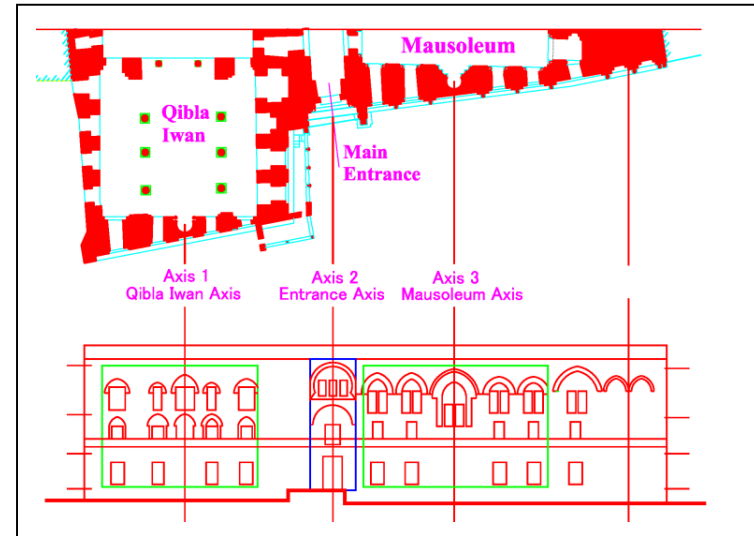 Mausoleum
Qibla
Iwan
Main
Entrance
Axis 1
Qibla Iwan Axis
Axis 2
Entrance Axis
Axis 3
Mausoleum Axis